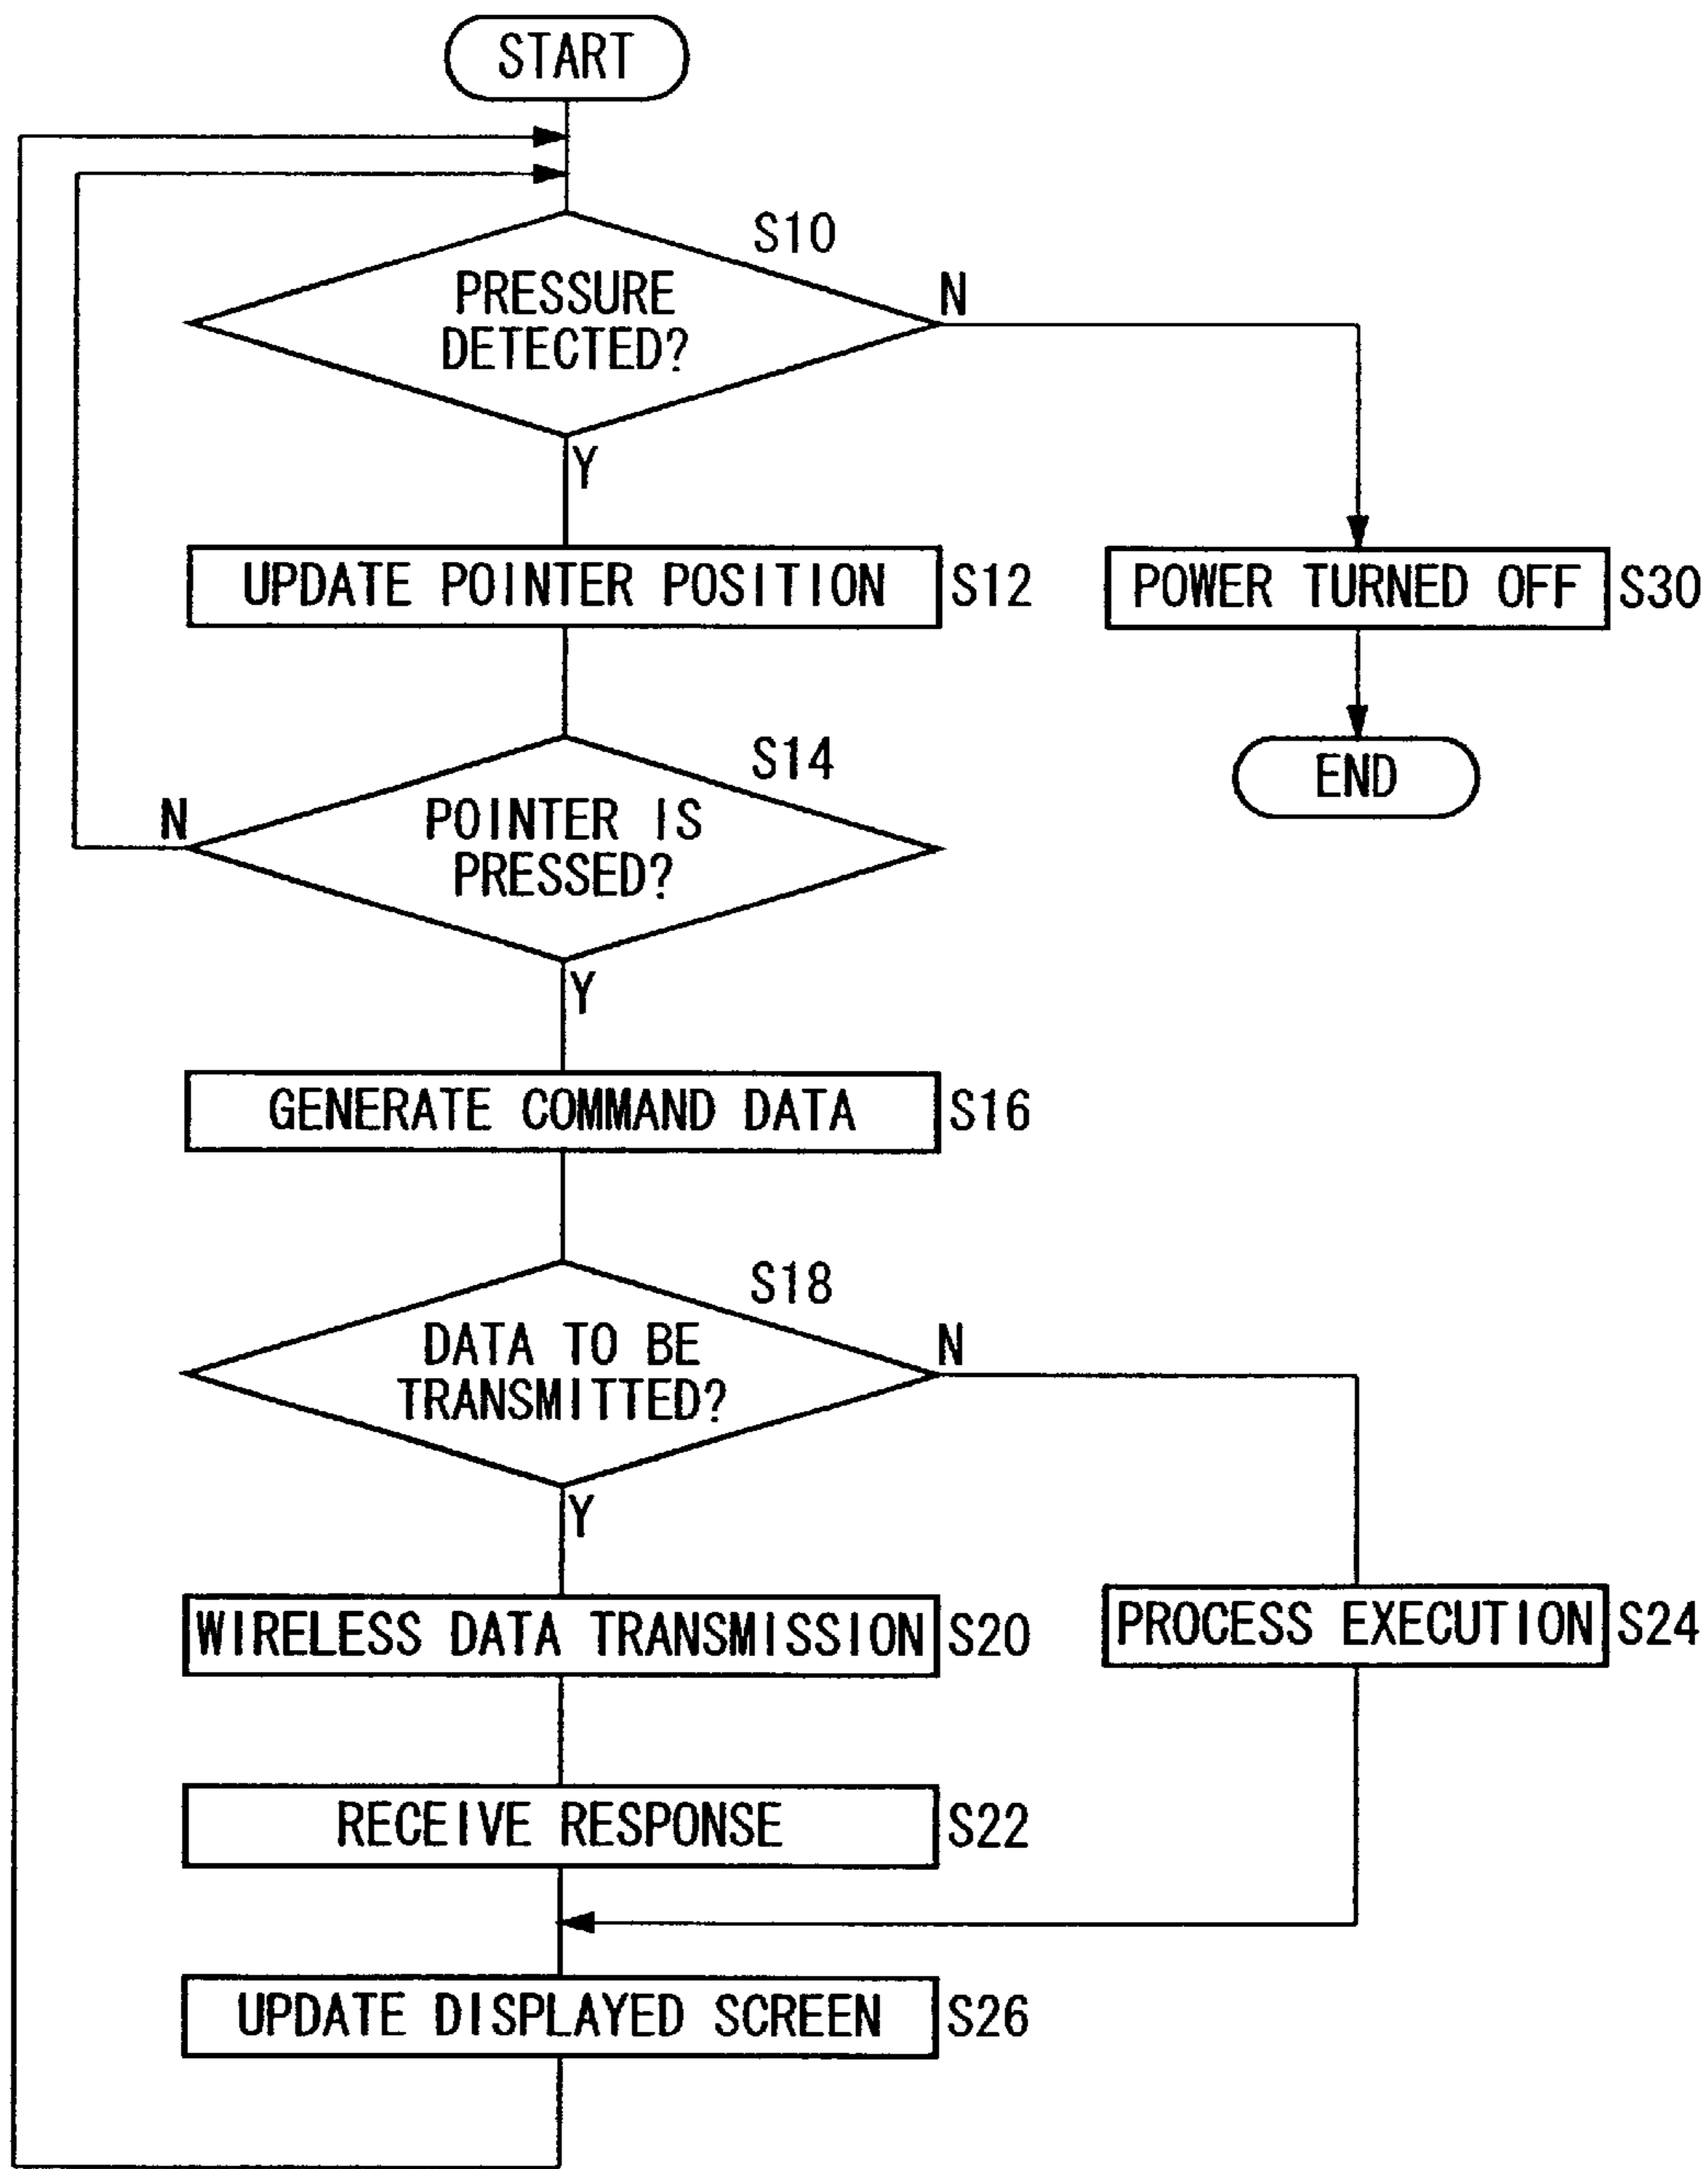 START
S10
PRESSURE
DETECTED?
N
Y
UPDATE POINTER POSITION S12
POWER TURNED OFF S30
S14
POINTER IS
PRESSED?
N
END
Y
GENERATE COMMAND DATA S16
S18
DATA TO BE
TRANSMITTED?
N
Y
WIRELESS DATA TRANSMISSION S20
PROCESS EXECUTION S24
RECEIVE RESPONSE S22
UPDATE DISPLAYED SCREEN S26